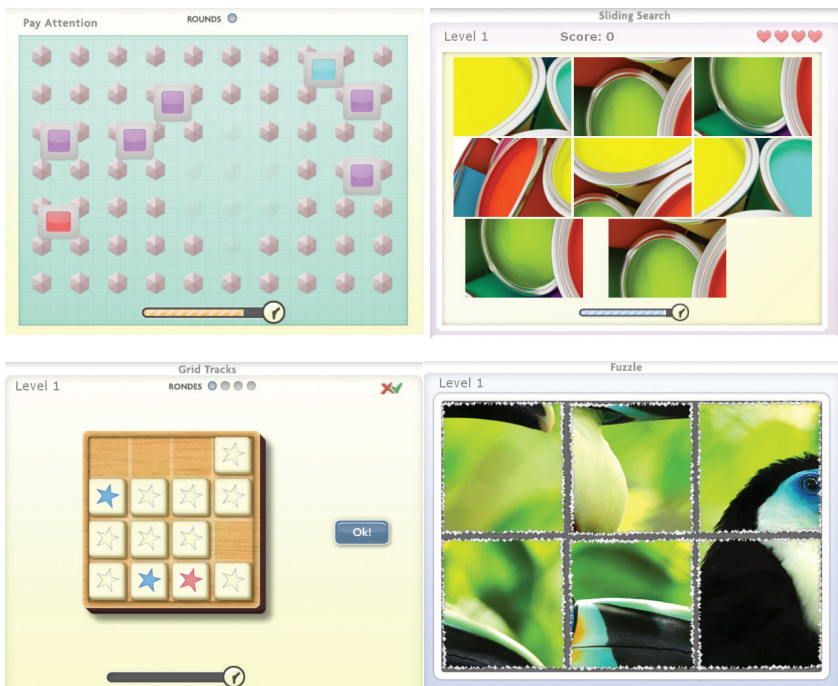 Pay Attention
ROUNDS
Sliding Search
Level 1
Score: 0
Grid Tracks
Level 1
RONDES
Ok!
Fuzzle
Level 1